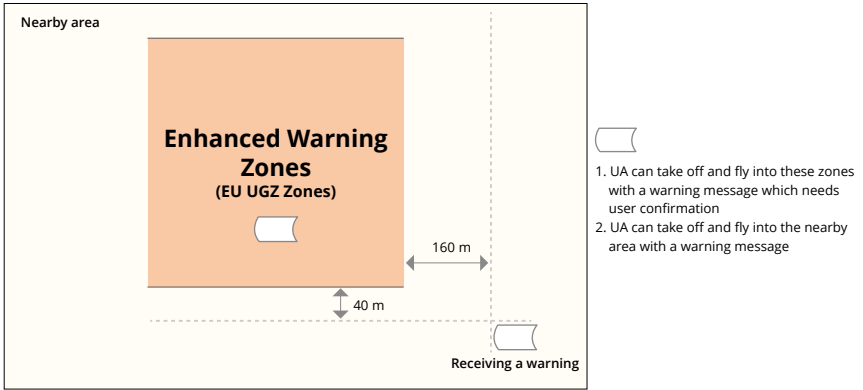 Nearby area
Enhanced Warning
Zones
(EU UGZ Zones)
160 m
40 m
Receiving a warning
1. UA can take off and fly into these zones
with a warning message which needs
user confirmation
2. UA can take off and fly into the nearby
area with a warning message